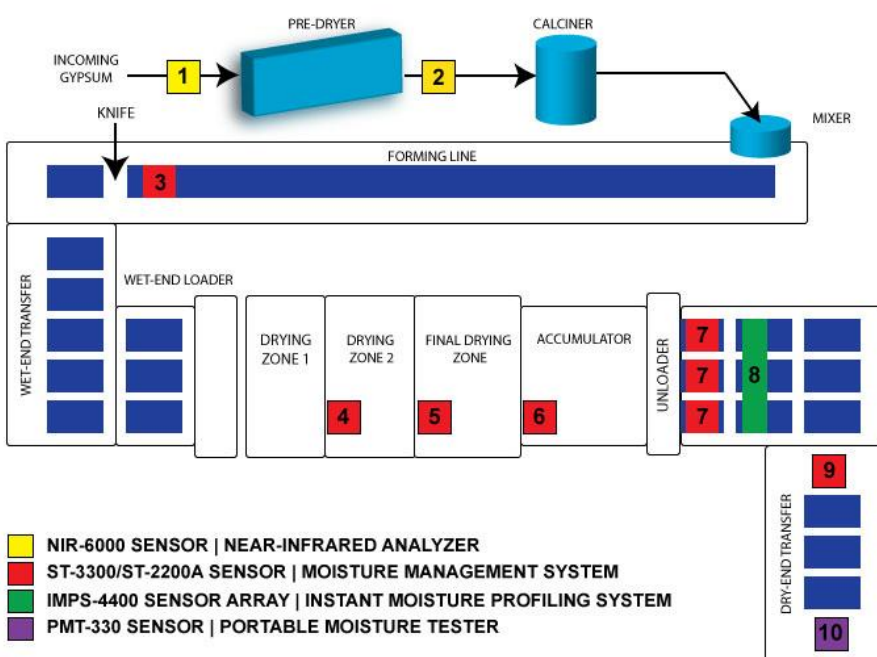 PRE-DRYER
CALCINER
INCOMING
GYPSUM
1
2
KNIFE
MIXER
FORMING LINE
3
WET-END TRANSFER
WET-END LOADER
DRYING
ZONE 1
DRYING
ZONE 2
FINAL DRYING
ZONE
ACCUMULATOR
UNLOADER
4
5
6
7
7
7
8
9
DRY-END TRANSFER
10
NIR-6000 SENSOR | NEAR-INFRARED ANALYZER
ST-3300/ST-2200A SENSOR | MOISTURE MANAGEMENT SYSTEM
IMPS-4400 SENSOR ARRAY | INSTANT MOISTURE PROFILING SYSTEM
PMT-330 SENSOR | PORTABLE MOISTURE TESTER